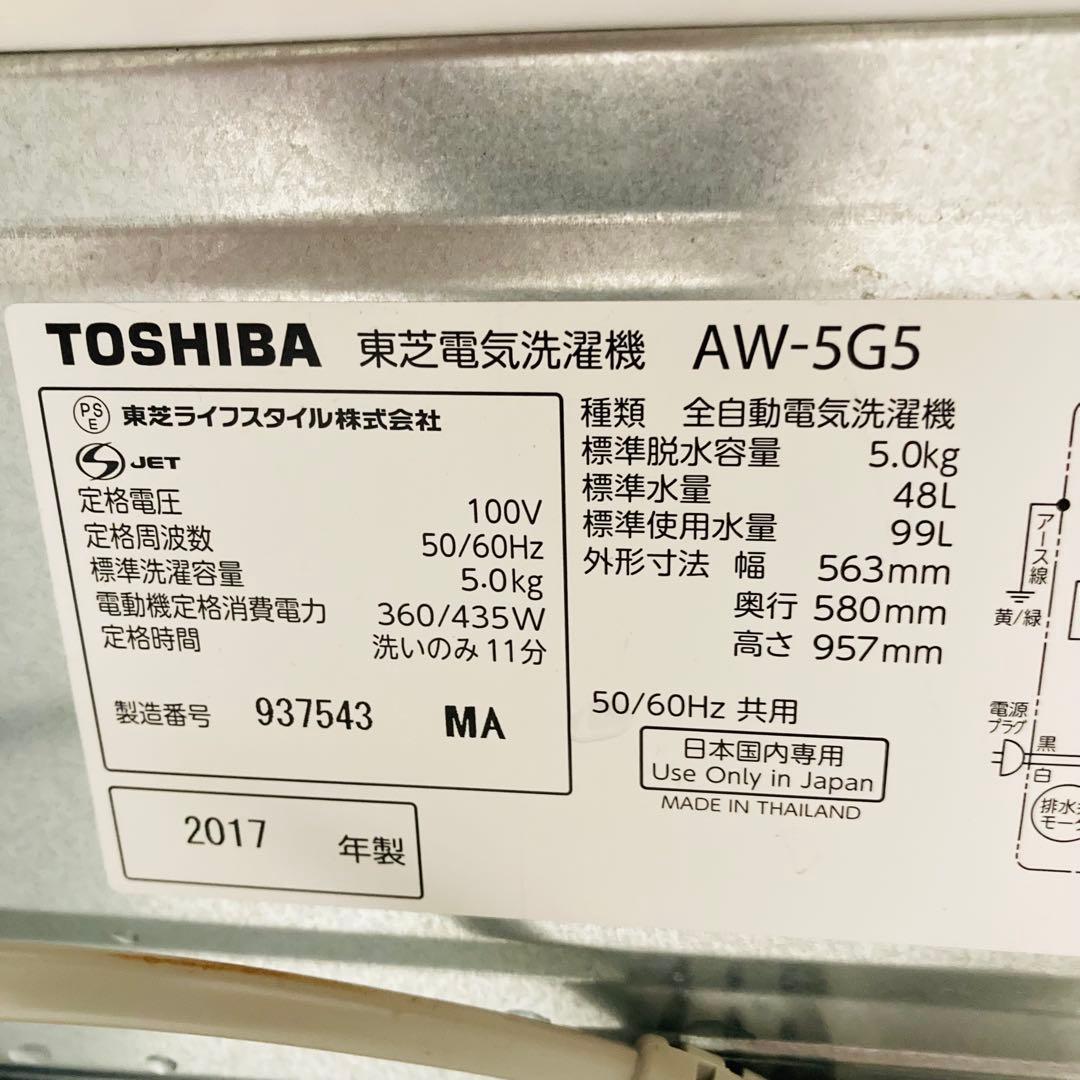 TOSHIBA 東芝電気洗濯機 AW-5G5
PSE 東芝ライフスタイル株式会社
JET
定格電圧 100V
定格周波数 50/60Hz
標準洗濯容量 5.0kg
電動機定格消費電力 360/435W
定格時間 洗いのみ 11分
製造番号 937543 MA
2017 年製
種類 全自動電気洗濯機
標準脱水容量 5.0kg
標準水量 48L
標準使用水量 99L
外形寸法 幅 563mm
奥行 580mm
高さ 957mm
50/60Hz 共用
日本国内専用
Use Only in Japan
MADE IN THAILAND
アース線
黄/緑
電源
プラグ
黒
白
排水
モー